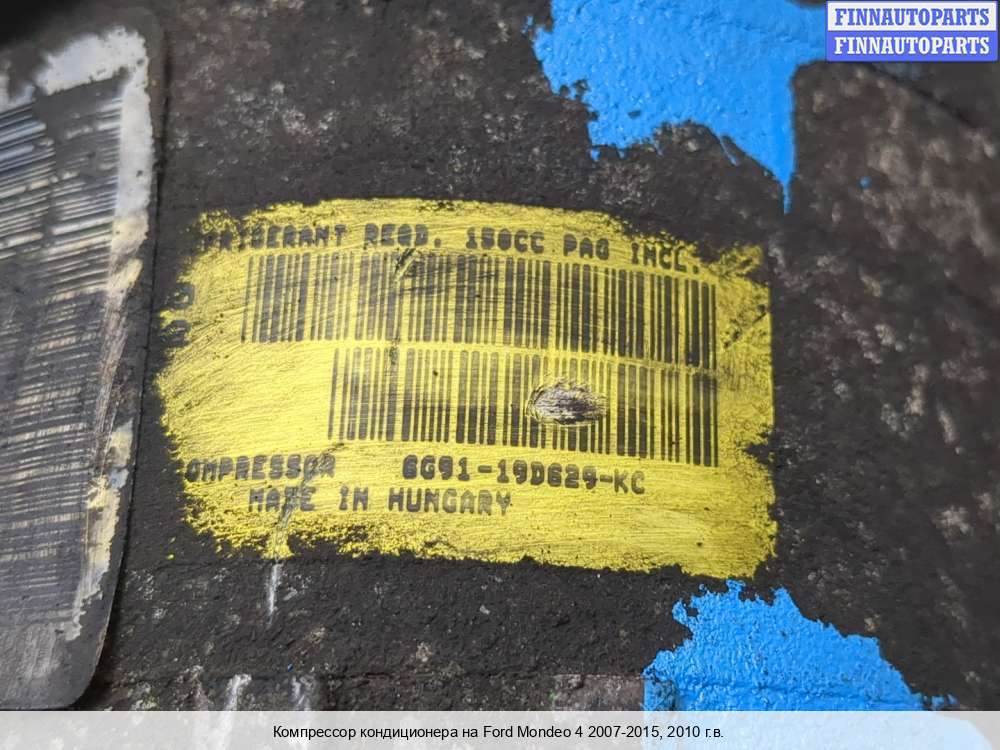 FINNAUTOPARTS
FINNAUTOPARTS
FRIGERANT REQD. 150CC PAG INCL.
OMPRESSOR 6G91-19D629-KC
MADE IN HUNGARY
Компрессор кондиционера на Ford Mondeo 4 2007-2015, 2010 г.в.